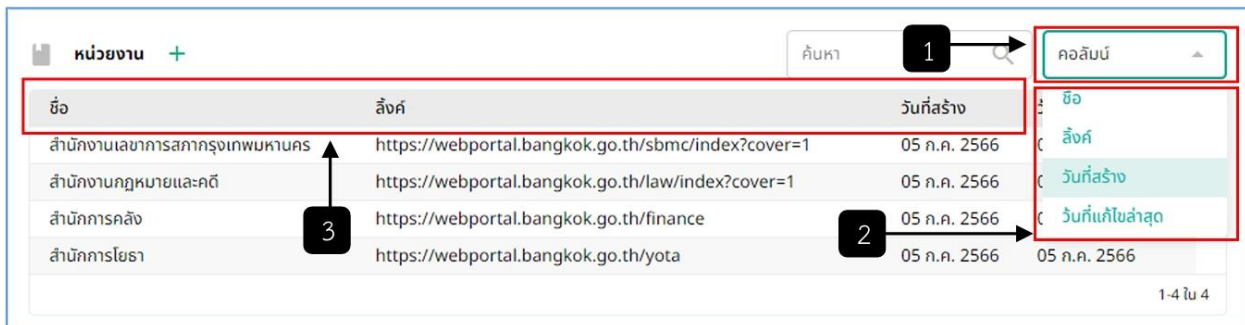 หน่วยงาน +
ค้นหา
1
คอลัมน์
ชื่อ ลิ้งค์ วันที่สร้าง
ชื่อ
ลิ้งค์
วันที่สร้าง
วันที่แก้ไขล่าสุด
สำนักงานเลขาการสภากรุงเทพมหานคร https://webportal.bangkok.go.th/sbmc/index?cover=1 05 ก.ค. 2566
สำนักงานกฎหมายและคดี https://webportal.bangkok.go.th/law/index?cover=1 05 ก.ค. 2566
สำนักการคลัง https://webportal.bangkok.go.th/finance 05 ก.ค. 2566
3
2
สำนักการโยธา https://webportal.bangkok.go.th/yota 05 ก.ค. 2566 05 ก.ค. 2566
1-4 ใน 4